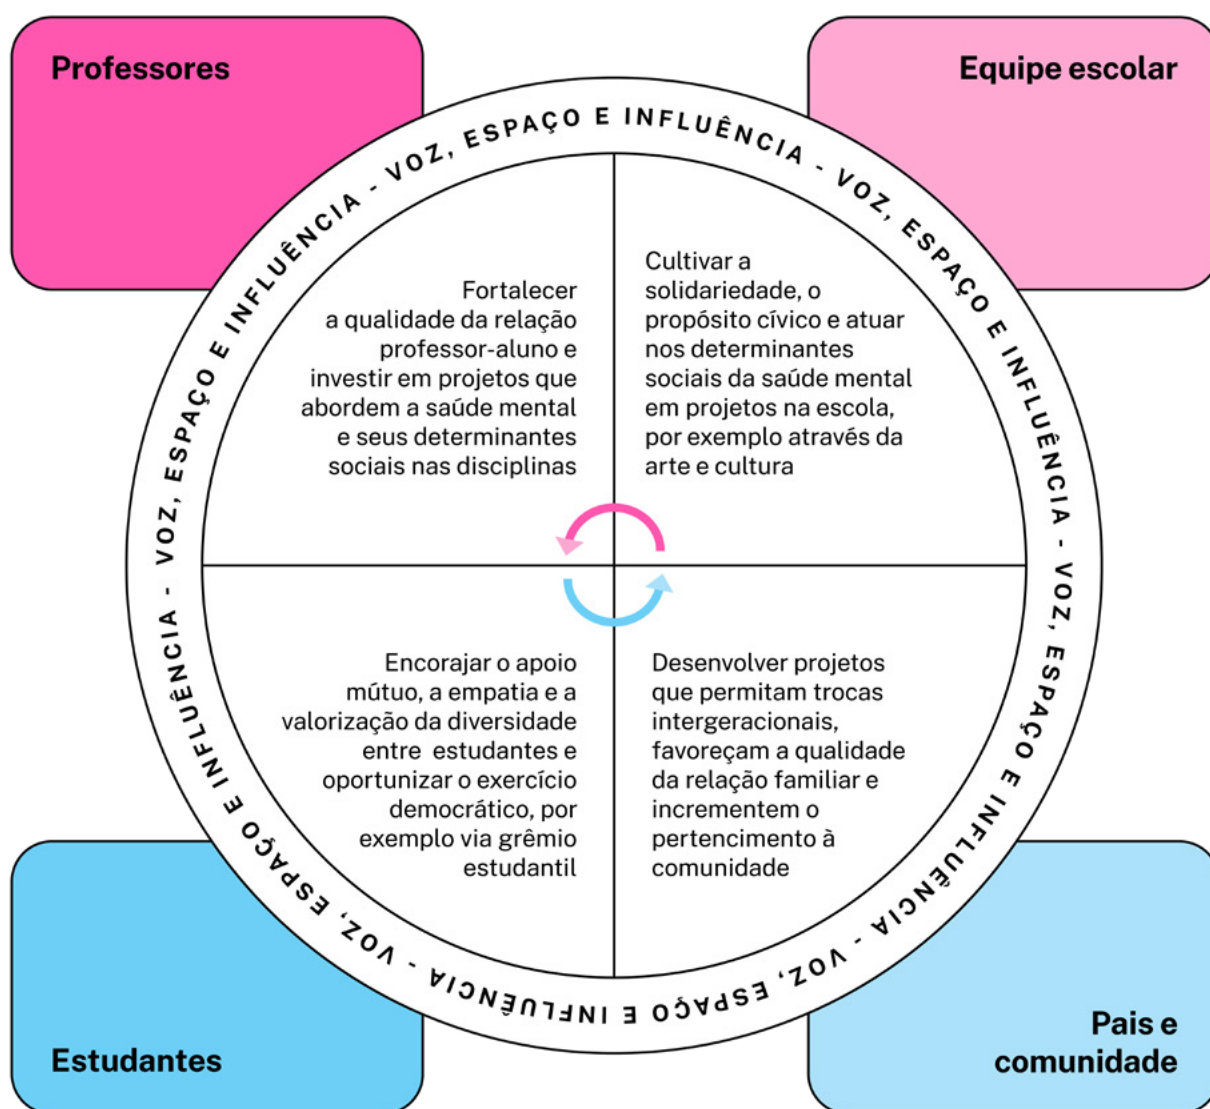 Professores
Equipe escolar
VOZ, ESPAÇO E INFLUÊNCIA - VOZ, ESPAÇO E INFLUÊNCIA - VOZ, ESPAÇO E INFLUÊNCIA - VOZ, ESPAÇO E INFLUÊNCIA - VOZ, ESPAÇO E INFLUÊNCIA - VOZ, ESPAÇO E INFLUÊNCIA -
Fortalecer
a qualidade da relação
professor-aluno e
investir em projetos que
abordem a saúde mental
e seus determinantes
sociais nas disciplinas
Cultivar a
solidariedade, o
propósito cívico e atuar
nos determinantes
sociais da saúde mental
em projetos na escola,
por exemplo através da
arte e cultura
Encorajar o apoio
mútuo, a empatia e a
valorização da diversidade
entre estudantes e
oportunizar o exercício
democrático, por
exemplo via grêmio
estudantil
Desenvolver projetos
que permitam trocas
intergeracionais,
favoreçam a qualidade
da relação familiar e
incrementem o
pertencimento à
comunidade
Estudantes
Pais e
comunidade